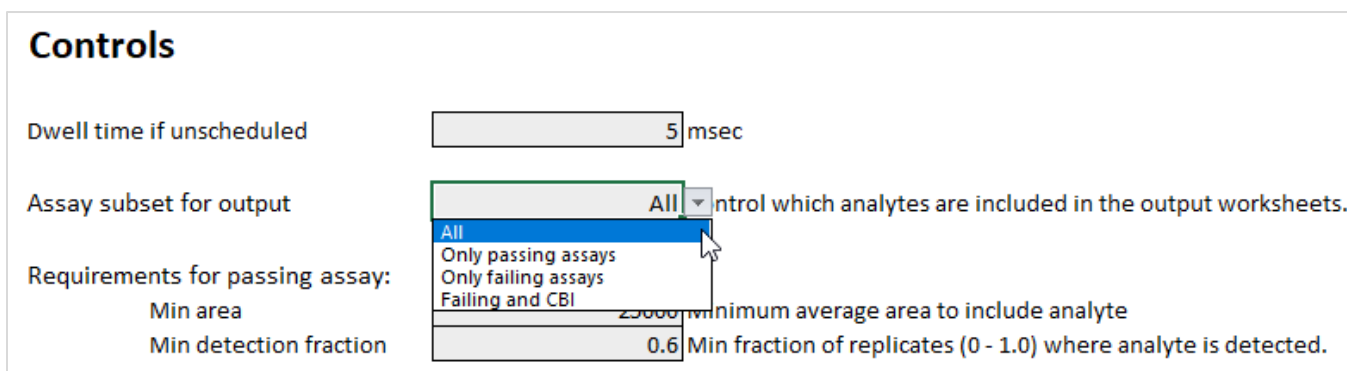 Controls
Dwell time if unscheduled 5 msec
Assay subset for output All ntrol which analytes are included in the output worksheets.
All
Only passing assays
Only failing assays
Failing and CBI
Requirements for passing assay:
Min area Minimum average area to include analyte
Min detection fraction 0.6 Min fraction of replicates (0 - 1.0) where analyte is detected.